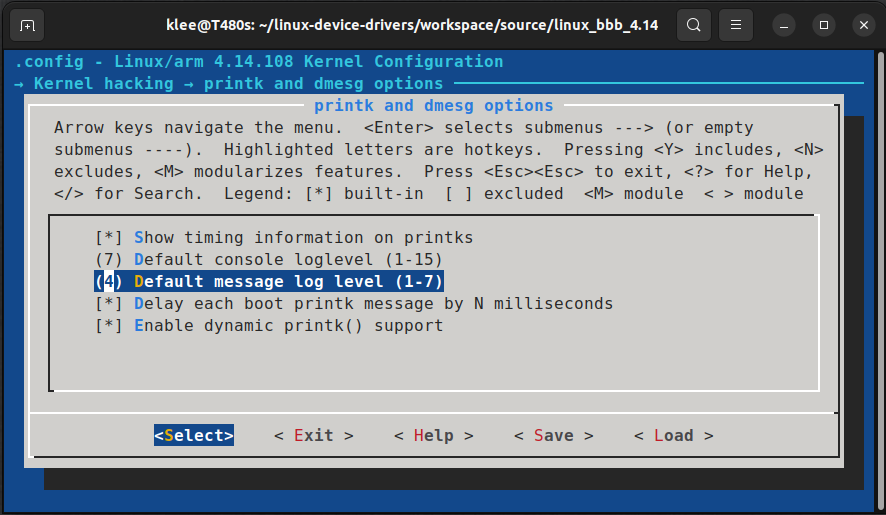 klee@T480s: ~/linux-device-drivers/workspace/source/linux_bbb_4.14
.config - Linux/arm 4.14.108 Kernel Configuration
→ Kernel hacking → printk and dmesg options
printk and dmesg options
Arrow keys navigate the menu.  <Enter> selects submenus ---> (or empty
submenus ----).  Highlighted letters are hotkeys.  Pressing <Y> includes, <N>
excludes, <M> modularizes features.  Press <Esc><Esc> to exit, <?> for Help,
</> for Search.  Legend: [*] built-in  [ ] excluded  <M> module  < > module
[*] Show timing information on printks
(7) Default console loglevel (1-15)
(4) Default message log level (1-7)
[*] Delay each boot printk message by N milliseconds
[*] Enable dynamic printk() support
<Select>    < Exit >    < Help >    < Save >    < Load >